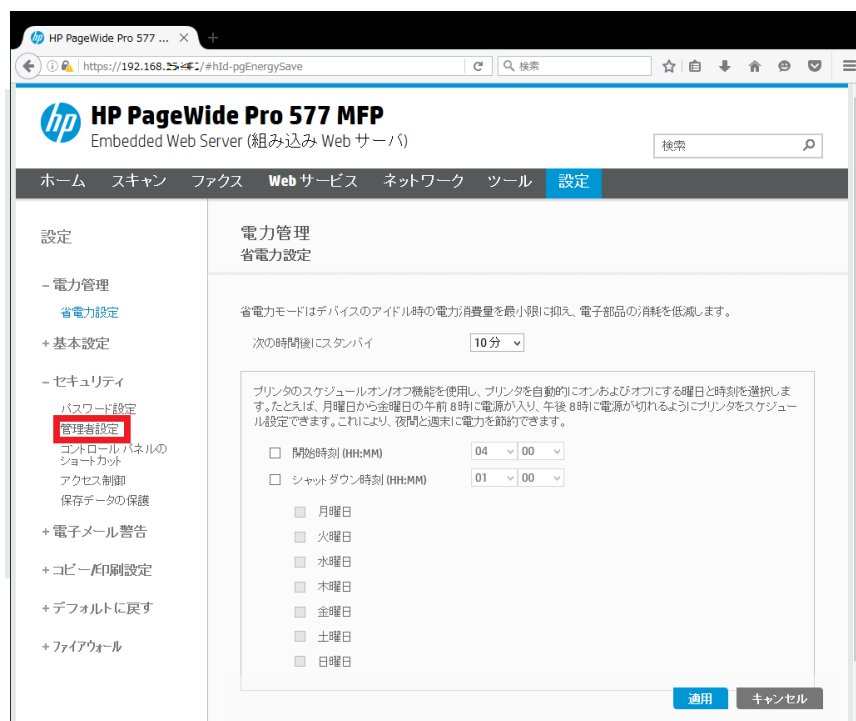 HP PageWide Pro 577 ...
https://192.168. /#hId-pgEnergySave
検索
hp
HP PageWide Pro 577 MFP
Embedded Web Server (組み込み Web サーバ)
検索
ホーム スキャン ファクス Web サービス ネットワーク ツール 設定
設定
- 電力管理
省電力設定
+ 基本設定
- セキュリティ
パスワード設定
管理者設定
コントロール パネルの
ショートカット
アクセス制御
保存データの保護
+ 電子メール警告
+ コピー/印刷設定
+ デフォルトに戻す
+ ファイアウォール
電力管理
省電力設定
省電力モードはデバイスのアイドル時の電力消費量を最小限に抑え、電子部品の消耗を低減します。
次の時間後にスタンバイ 10 分
プリンタのスケジュールオン/オフ機能を使用し、プリンタを自動的にオンおよびオフにする曜日と時刻を選択しま
す。たとえば、月曜日から金曜日の午前 8 時に電源が入り、午後 8 時に電源が切れるようにプリンタをスケジュー
ル設定できます。これにより、夜間と週末に電力を節約できます。
開始時刻 (HH:MM) 04 00
シャットダウン時刻 (HH:MM) 01 00
月曜日
火曜日
水曜日
木曜日
金曜日
土曜日
日曜日
適用 キャンセル